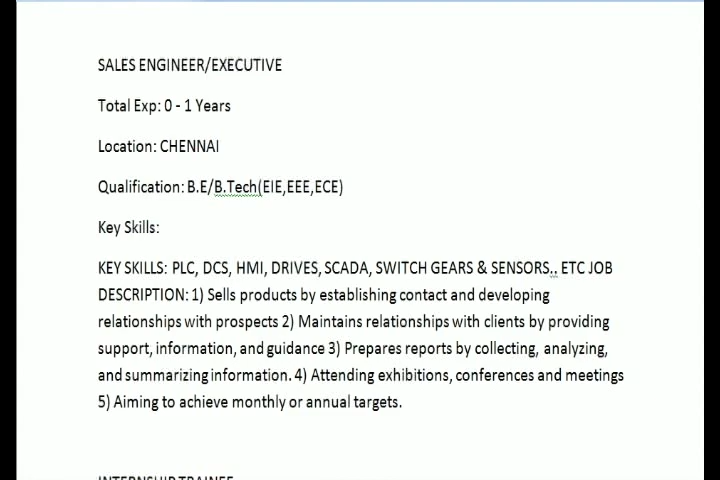 SALES ENGINEER/EXECUTIVE
Total Exp: 0 - 1 Years
Location: CHENNAI
Qualification: B.E/B.Tech(EIE,EEE,ECE)
Key Skills:
KEY SKILLS: PLC, DCS, HMI, DRIVES, SCADA, SWITCH GEARS & SENSORS.. ETC JOB
DESCRIPTION: 1) Sells products by establishing contact and developing
relationships with prospects 2) Maintains relationships with clients by providing
support, information, and guidance 3) Prepares reports by collecting, analyzing,
and summarizing information. 4) Attending exhibitions, conferences and meetings
5) Aiming to achieve monthly or annual targets.
INTERNSHIP TRAINEE